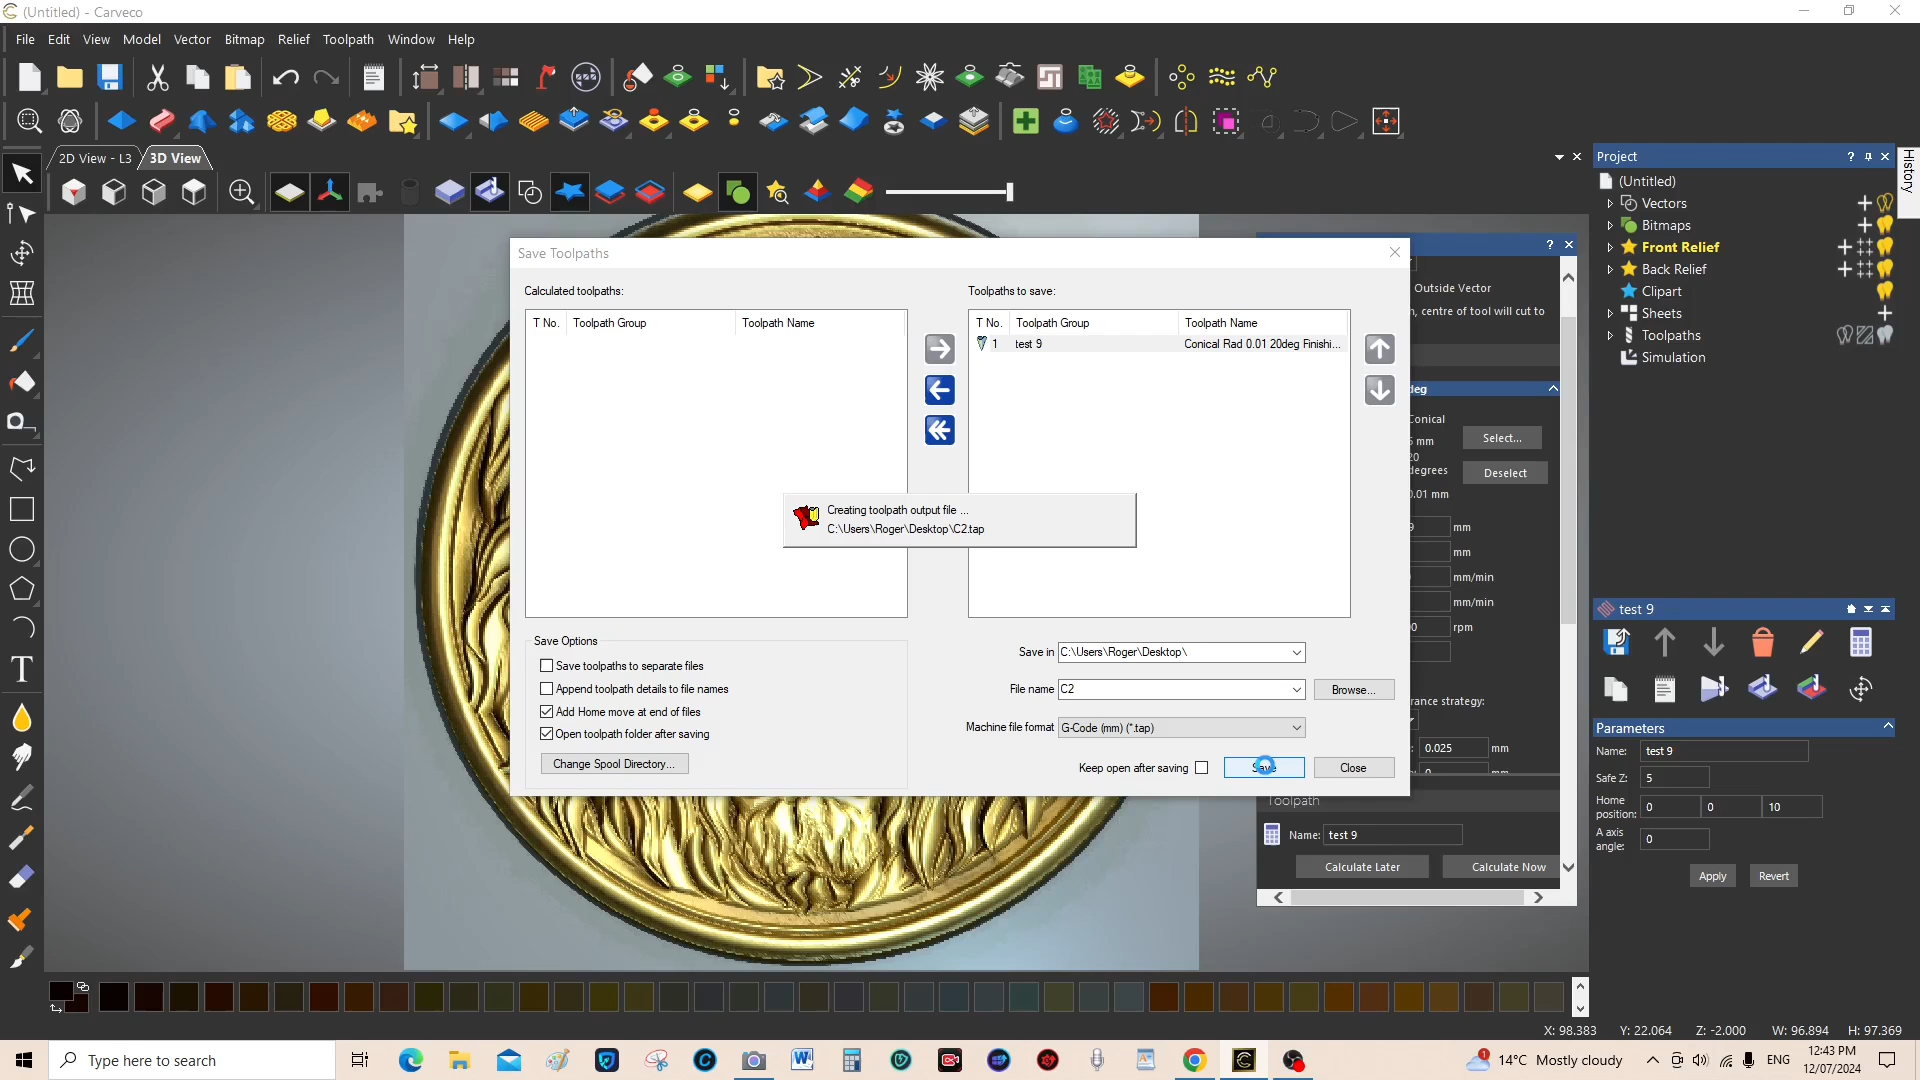 (Untitled) - Carveco
File Edit View Model Vector Bitmap Relief Toolpath Window Help
2D View - L3 3D View
Project
History
(Untitled)
Vectors
Bitmaps
Front Relief
Back Relief
Clipart
Sheets
Toolpaths
Simulation
Save Toolpaths
Calculated toolpaths:
T No. Toolpath Group Toolpath Name
Toolpaths to save:
T No. Toolpath Group Toolpath Name
1 test 9 Conical Rad 0.01 20deg Finishi...
Creating toolpath output file ...
C:\Users\Roger\Desktop\C2.tap
Save Options
Save toolpaths to separate files
Append toolpath details to file names
Add Home move at end of files
Open toolpath folder after saving
Change Spool Directory...
Save in C:\Users\Roger\Desktop\
File name C2 Browse...
Machine file format G-Code (mm) (*.tap)
Keep open after saving Save Close
Outside Vector
n, centre of tool will cut to
deg
Conical
mm Select...
20
degrees Deselect
0.01 mm
mm
mm
mm/min
mm/min
rpm
rance strategy:
0.025 mm
Toolpath
Name: test 9
Calculate Later Calculate Now
test 9
Parameters
Name: test 9
Safe Z: 5
Home position: 0 0 10
A axis angle: 0
Apply Revert
X: 98.383 Y: 22.064 Z: -2.000 W: 96.894 H: 97.369
Type here to search
14°C Mostly cloudy
ENG
12:43 PM
12/07/2024